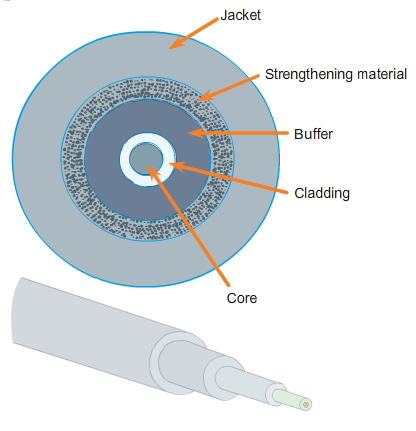 Jacket
Strengthening material
Buffer
Cladding
Core